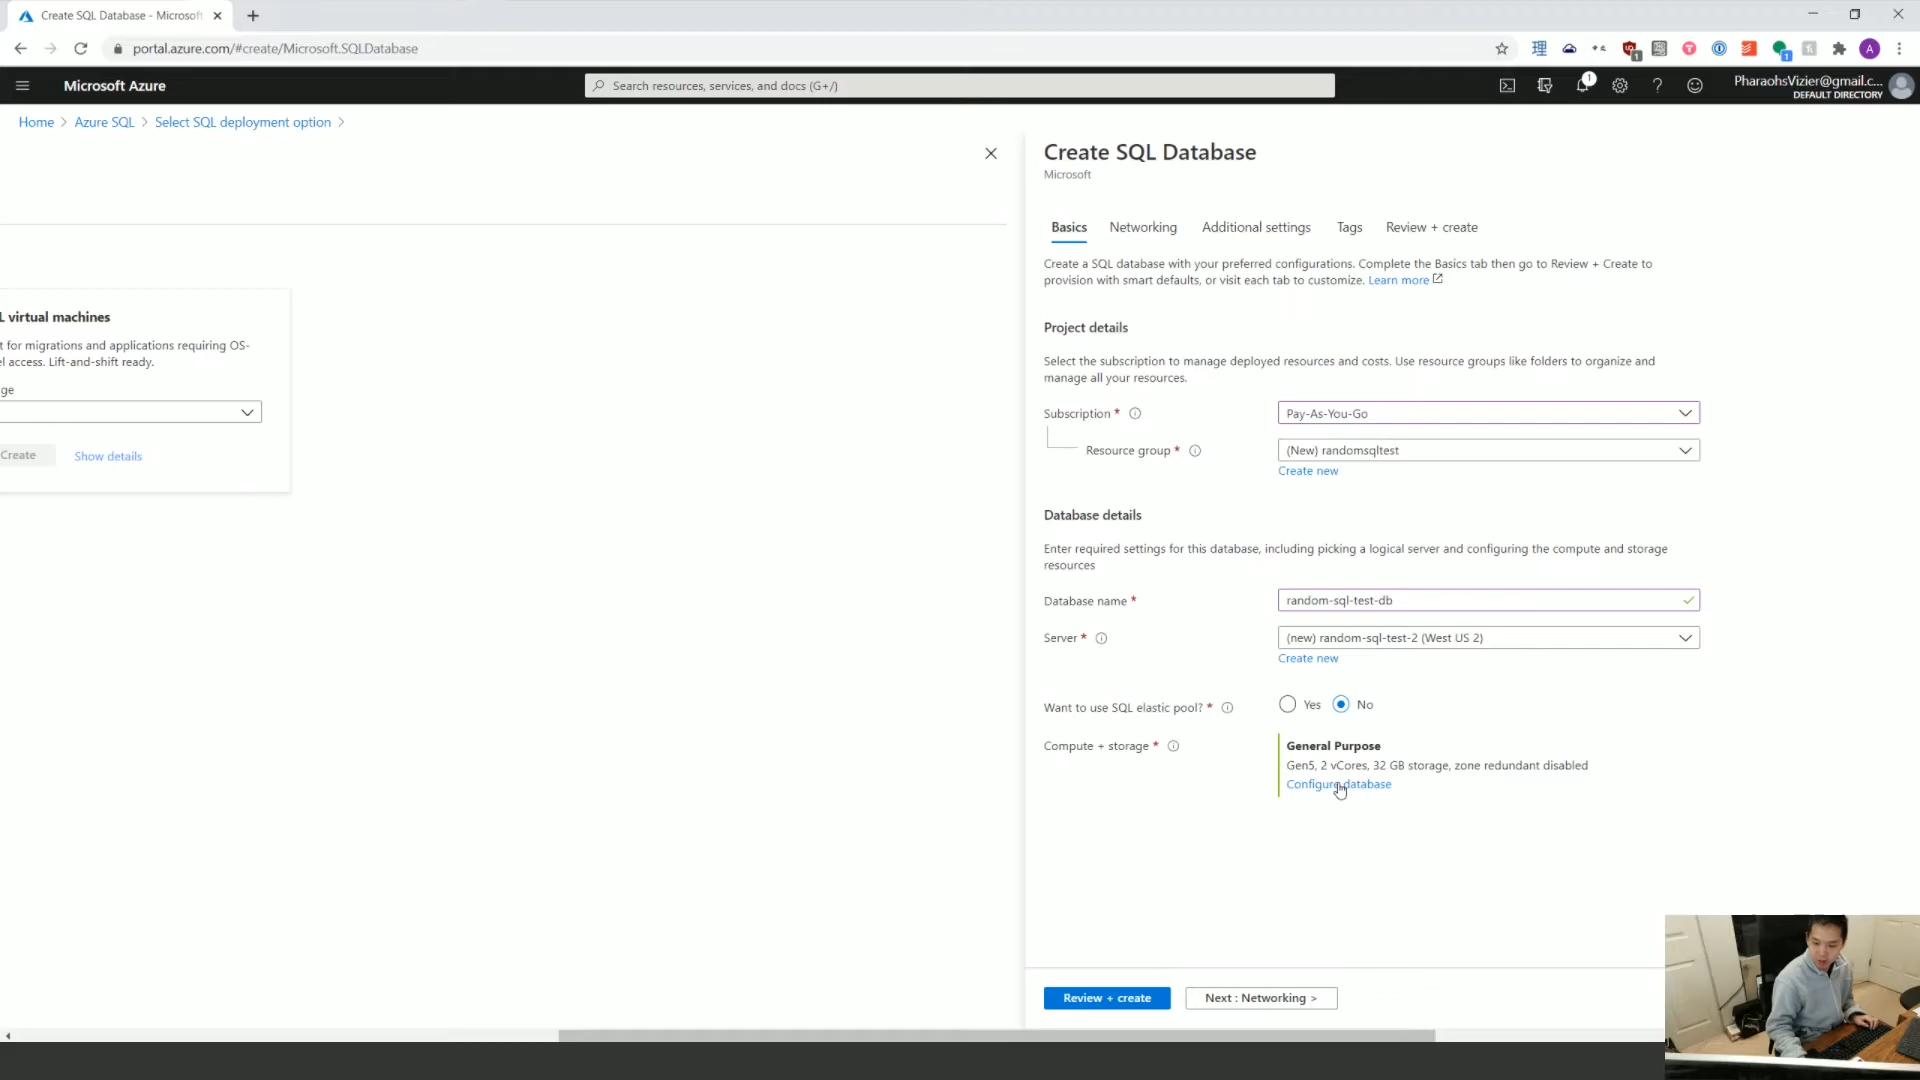 Create SQL Database - Microsoft
portal.azure.com/#create/Microsoft.SQLDatabase
Microsoft Azure
Search resources, services, and docs (G+/)
1
PharaohsVizier@gmail.c...
DEFAULT DIRECTORY
Home > Azure SQL > Select SQL deployment option >
L virtual machines
t for migrations and applications requiring OS-
el access. Lift-and-shift ready.
ge
Create
Show details
Create SQL Database
Microsoft
Basics
Networking
Additional settings
Tags
Review + create
Create a SQL database with your preferred configurations. Complete the Basics tab then go to Review + Create to
provision with smart defaults, or visit each tab to customize. Learn more
Project details
Select the subscription to manage deployed resources and costs. Use resource groups like folders to organize and
manage all your resources.
Subscription *
Pay-As-You-Go
Resource group *
(New) randomsqltest
Create new
Database details
Enter required settings for this database, including picking a logical server and configuring the compute and storage
resources
Database name *
random-sql-test-db
Server *
(new) random-sql-test-2 (West US 2)
Create new
Want to use SQL elastic pool? *
Yes
No
Compute + storage *
General Purpose
Gen5, 2 vCores, 32 GB storage, zone redundant disabled
Configure database
Review + create
Next : Networking >